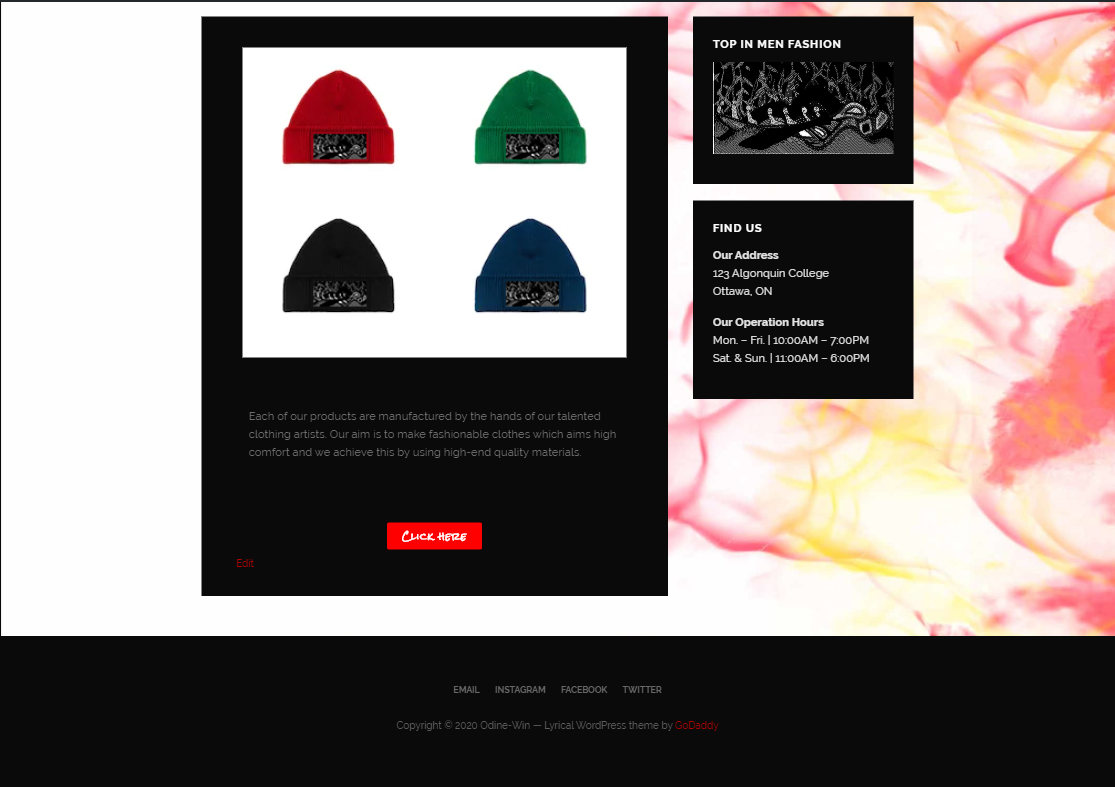 Each of our products are manufactured by the hands of our talented
clothing artists. Our aim is to make fashionable clothes which aims high
comfort and we achieve this by using high-end quality materials.
Click here
Edit
TOP IN MEN FASHION
FIND US
Our Address
123 Algonquin College
Ottawa, ON
Our Operation Hours
Mon. – Fri. | 10:00AM – 7:00PM
Sat. & Sun. | 11:00AM – 6:00PM
EMAIL INSTAGRAM FACEBOOK TWITTER
Copyright © 2020 Odine-Win — Lyrical WordPress theme by GoDaddy